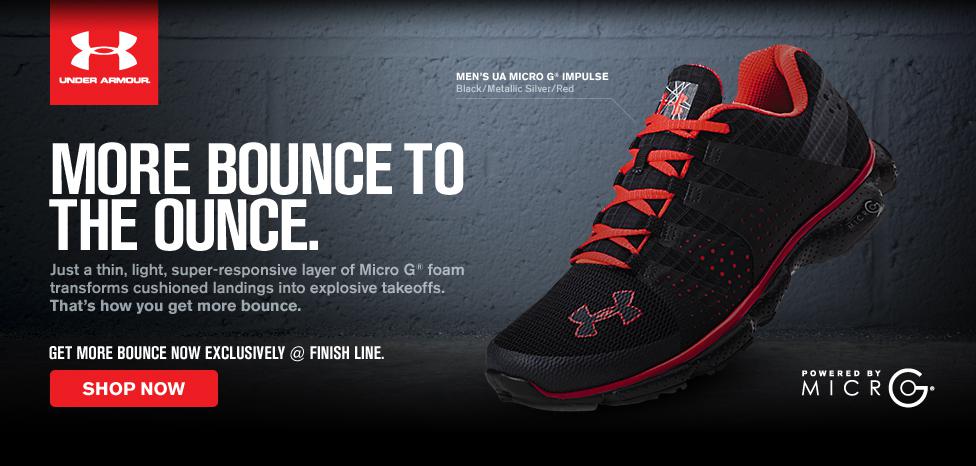 UNDER ARMOUR.
MEN'S UA MICRO G® IMPULSE
Black/Metallic Silver/Red
MORE BOUNCE TO
THE OUNCE.
Just a thin, light, super-responsive layer of Micro G® foam
transforms cushioned landings into explosive takeoffs.
That's how you get more bounce.
GET MORE BOUNCE NOW EXCLUSIVELY @ FINISH LINE.
SHOP NOW
POWERED BY
MICRO G®
MICRO G